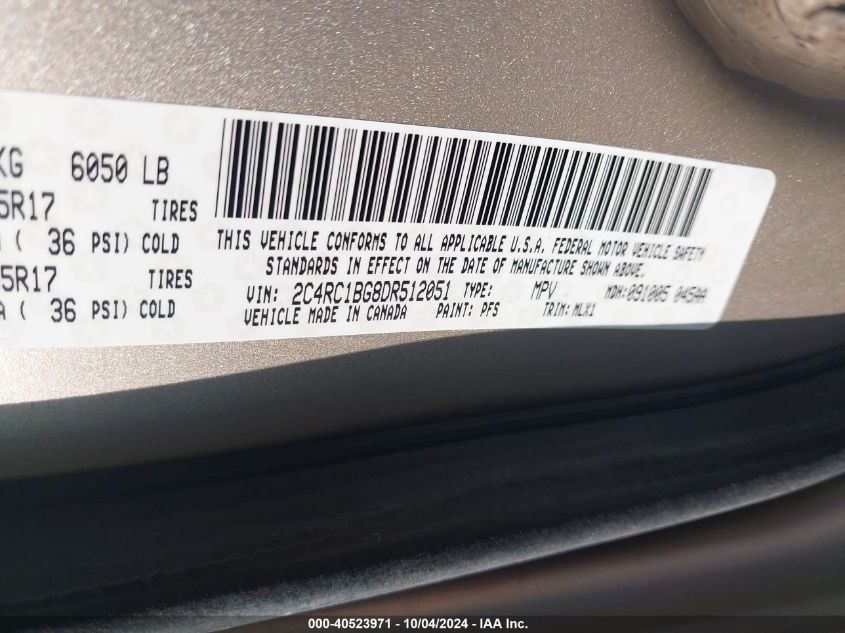 KG 6050 LB
5R17 TIRES
( 36 PSI) COLD
5R17 TIRES
A ( 36 PSI) COLD
THIS VEHICLE CONFORMS TO ALL APPLICABLE U.S.A. FEDERAL MOTOR VEHICLE SAFETY
STANDARDS IN EFFECT ON THE DATE OF MANUFACTURE SHOWN ABOVE.
VIN: 2C4RC1BG8DR512051 TYPE: MPV MDH:091005 045AA
VEHICLE MADE IN CANADA PAINT: PFS TRIM: MLX1
000-40523971 - 10/04/2024 - IAA Inc.